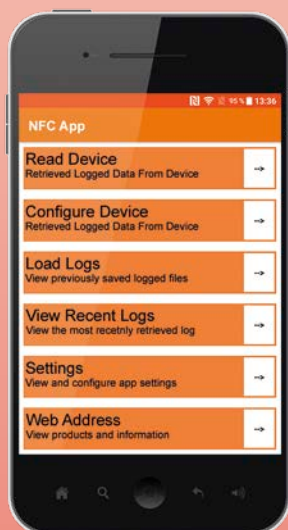 95% 13:36
NFC App
Read Device
Retrieved Logged Data From Device
-->
Configure Device
Retrieved Logged Data From Device
-->
Load Logs
View previously saved logged files
-->
View Recent Logs
View the most recetnly retrieved log
-->
Settings
View and configure app settings
-->
Web Address
View products and information
-->